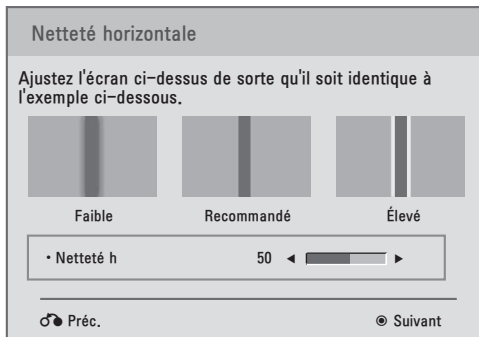 Netteté horizontale
Ajustez l'écran ci-dessus de sorte qu'il soit identique à
l'exemple ci-dessous.
Faible Recommandé Élevé
• Netteté h 50 ◄ ►
Préc. ◉ Suivant